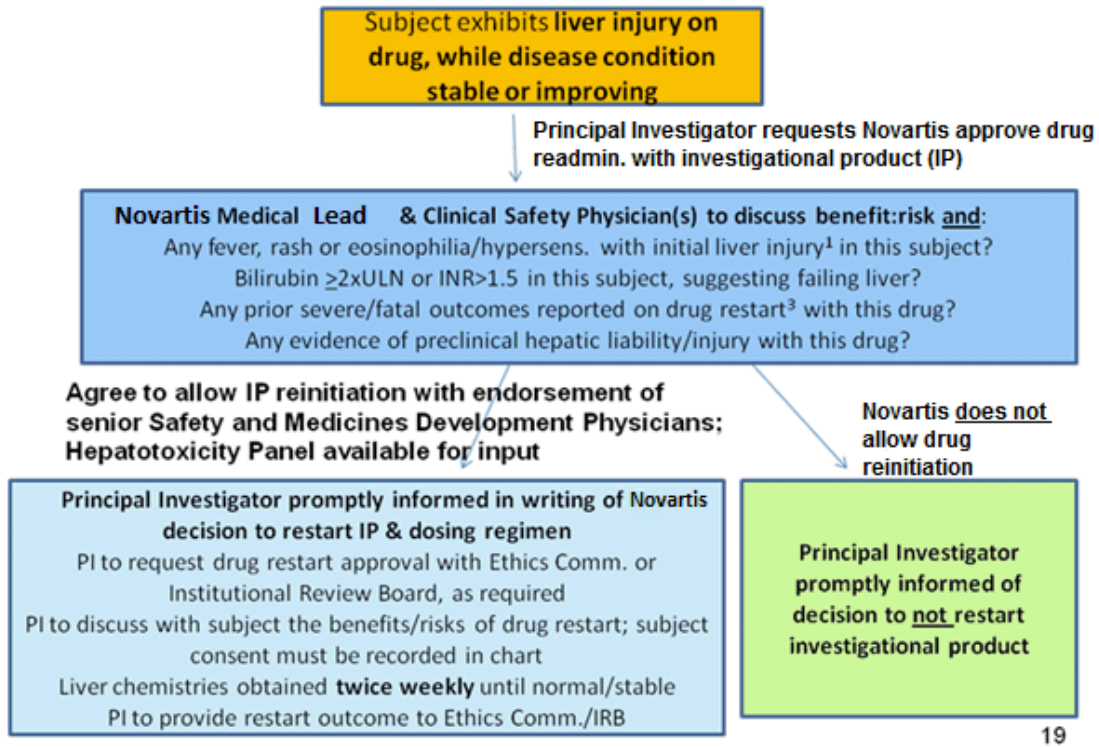 Subject exhibits liver injury on
drug, while disease condition
stable or improving
Principal Investigator requests Novartis approve drug
readmin. with investigational product (IP)
Novartis Medical Lead & Clinical Safety Physician(s) to discuss benefit:risk and:
Any fever, rash or eosinophilia/hypersens. with initial liver injury¹ in this subject?
Bilirubin ≥2xULN or INR>1.5 in this subject, suggesting failing liver?
Any prior severe/fatal outcomes reported on drug restart³ with this drug?
Any evidence of preclinical hepatic liability/injury with this drug?
Agree to allow IP reinitiation with endorsement of
senior Safety and Medicines Development Physicians;
Hepatotoxicity Panel available for input
Novartis does not
allow drug
reinitiation
Principal Investigator promptly informed in writing of Novartis
decision to restart IP & dosing regimen
PI to request drug restart approval with Ethics Comm. or
Institutional Review Board, as required
PI to discuss with subject the benefits/risks of drug restart; subject
consent must be recorded in chart
Liver chemistries obtained twice weekly until normal/stable
PI to provide restart outcome to Ethics Comm./IRB
Principal Investigator
promptly informed of
decision to not restart
investigational product
19